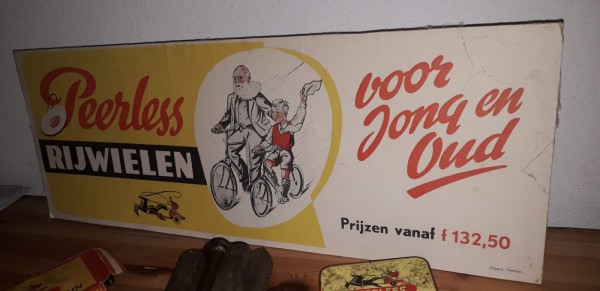 Peerless
RIJWIELEN
voor
Jong en
Oud
Prijzen vanaf f 132,50